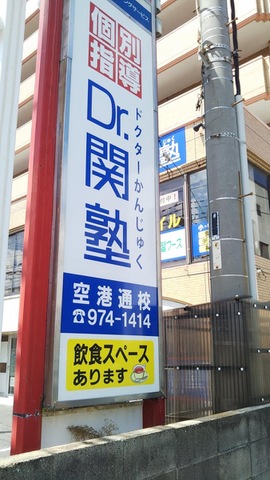 個別
指導
Dr.関塾
ドクターかんじゅく
空港通校
☎974-1414
飲食スペース
あります
塾